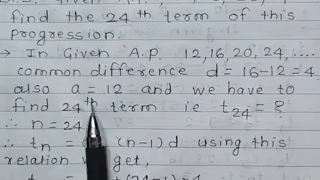 find the 24th term of this
progression.
→ In Given A.P. 12, 16, 20, 24, ....
common difference d = 16-12 = 4
also a = 12 and we have to
find 24th term ie t24 = ?
∴ n = 24
∴ tn = (n-1)d using this
relation we get,